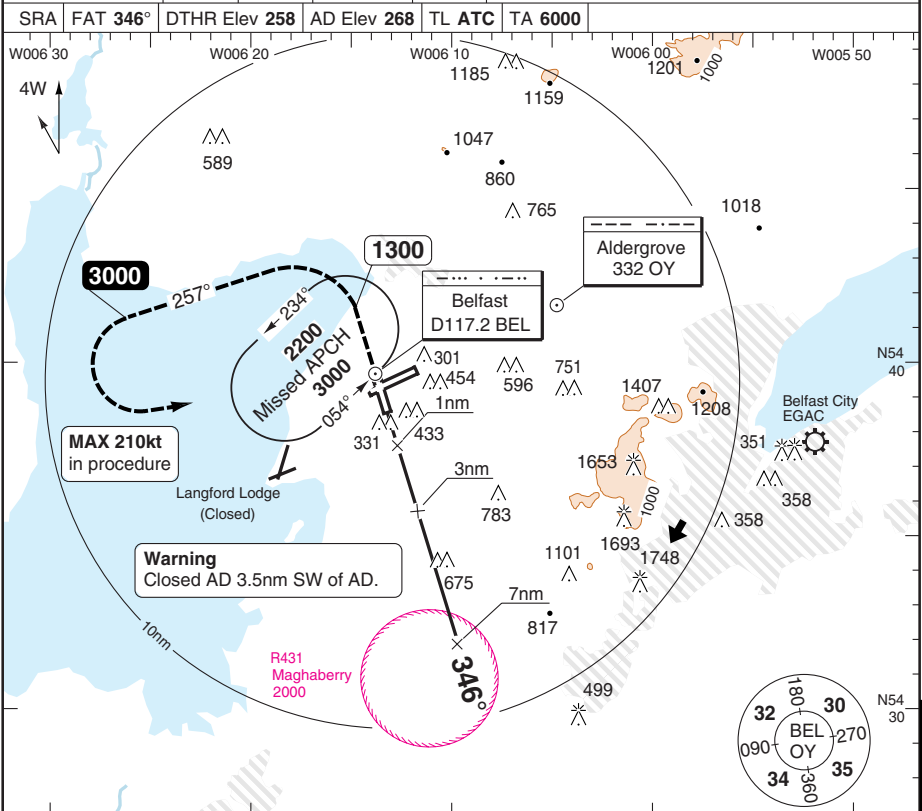 SRA FAT 346° DTHR Elev 258 AD Elev 268 TL ATC TA 6000
W006 30
W006 20
W006 10
W006 00
W005 50
4W
1185
1159
1201
1000
589
1047
860
765
1018
3000
1300
Aldergrove
332 OY
257°
234°
Belfast
D117.2 BEL
2200
Missed APCH
3000
054°
301
454
596
751
N54
40
1407
1208
Belfast City
EGAC
331
433
1nm
351
MAX 210kt
in procedure
1653
358
Langford Lodge
(Closed)
3nm
783
1000
358
1693
1748
Warning
Closed AD 3.5nm SW of AD.
675
1101
7nm
817
10nm
R431
Maghaberry
2000
346°
499
N54
30
180
32
30
090
BEL
OY
270
34
35
360